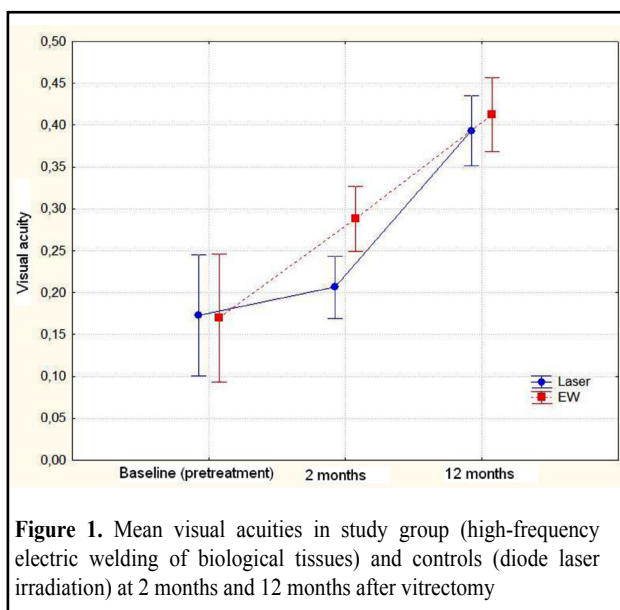 0,50
0,45
0,40
0,35
0,30
0,25
0,20
0,15
0,10
0,05
0,00
Visual acuity
Baseline (pretreatment)
2 months
12 months
Laser
EW
Figure 1. Mean visual acuities in study group (high-frequency
electric welding of biological tissues) and controls (diode laser
irradiation) at 2 months and 12 months after vitrectomy